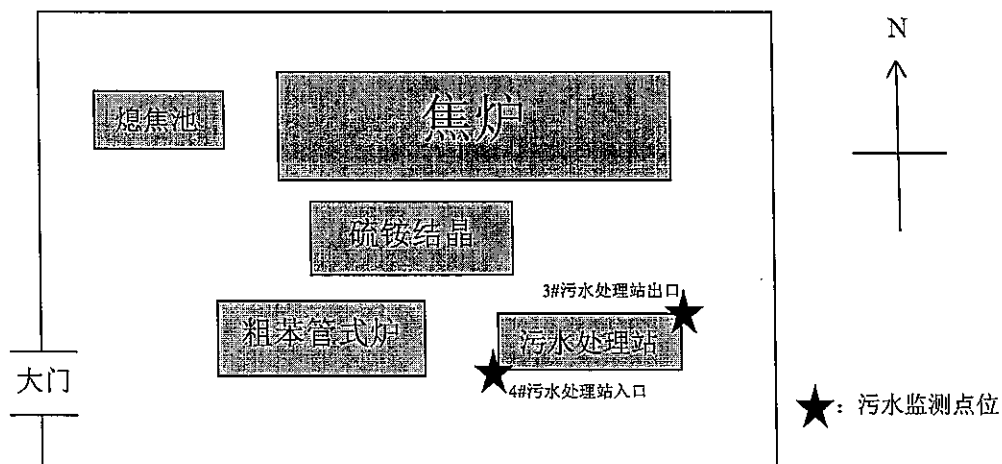 N
熄焦池
焦炉
硫铵结晶
3#污水处理站出口
粗苯管式炉
污水处理站
大门
4#污水处理站入口
★：污水监测点位